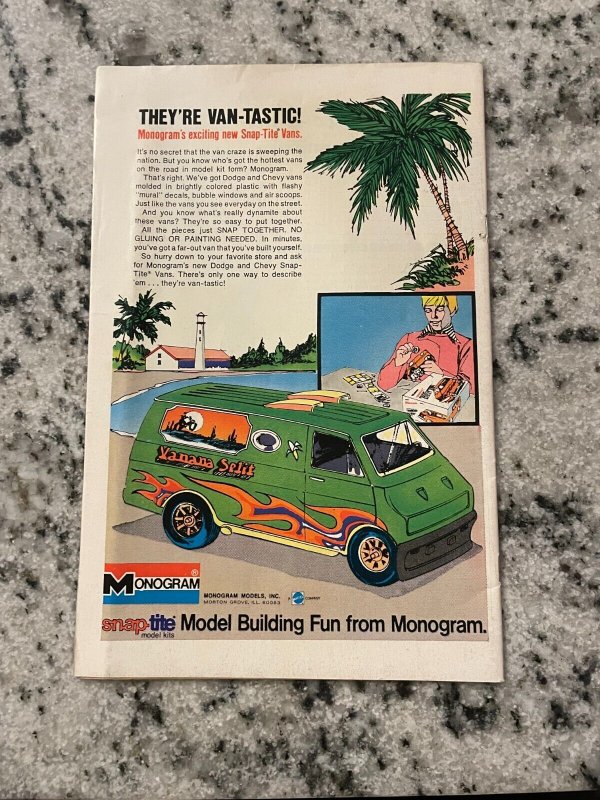 THEY'RE VAN-TASTIC!
Monogram's exciting new Snap-Tite® Vans.
It's no secret that the van craze is sweeping the
nation. But you know who's got the hottest vans
on the road in model kit form? Monogram.
That's right. We've got Dodge and Chevy vans
molded in brightly colored plastic with flashy
"mural" decals, bubble windows and air scoops.
Just like the vans you see everyday on the street.
And you know what's really dynamite about
these vans? They're so easy to put together.
All the pieces just SNAP TOGETHER. NO
GLUING OR PAINTING NEEDED. In minutes,
you've got a far-out van that you've built yourself.
So hurry down to your favorite store and ask
for Monogram's new Dodge and Chevy Snap-
Tite® Vans. There's only one way to describe
'em . . . they're van-tastic!
Vanana Split
MONOGRAM®
MONOGRAM MODELS, INC.
MORTON GROVE, ILL. 60053
A
COMPANY
snap-tite®
model kits
Model Building Fun from Monogram.